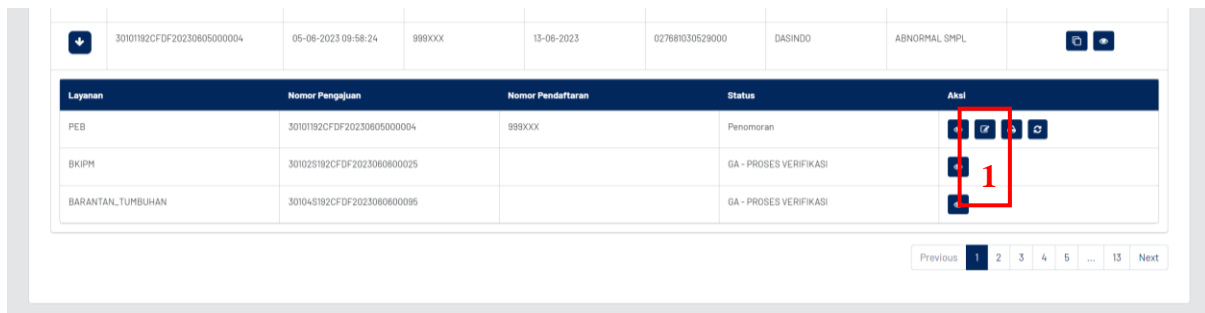 30101192CFDF20230605000004 05-06-2023 09:58:24 999XXX 13-06-2023 027681030529000 DASINDO ABNORMAL SMPL
Layanan Nomor Pengajuan Nomor Pendaftaran Status Aksi
PEB 30101192CFDF20230605000004 999XXX Penomoran
BKIPM 30102S192CFDF2023060600025 GA - PROSES VERIFIKASI
1
BARANTAN_TUMBUHAN 30104S192CFDF2023060600095 GA - PROSES VERIFIKASI
Previous 1 2 3 4 5 ... 13 Next